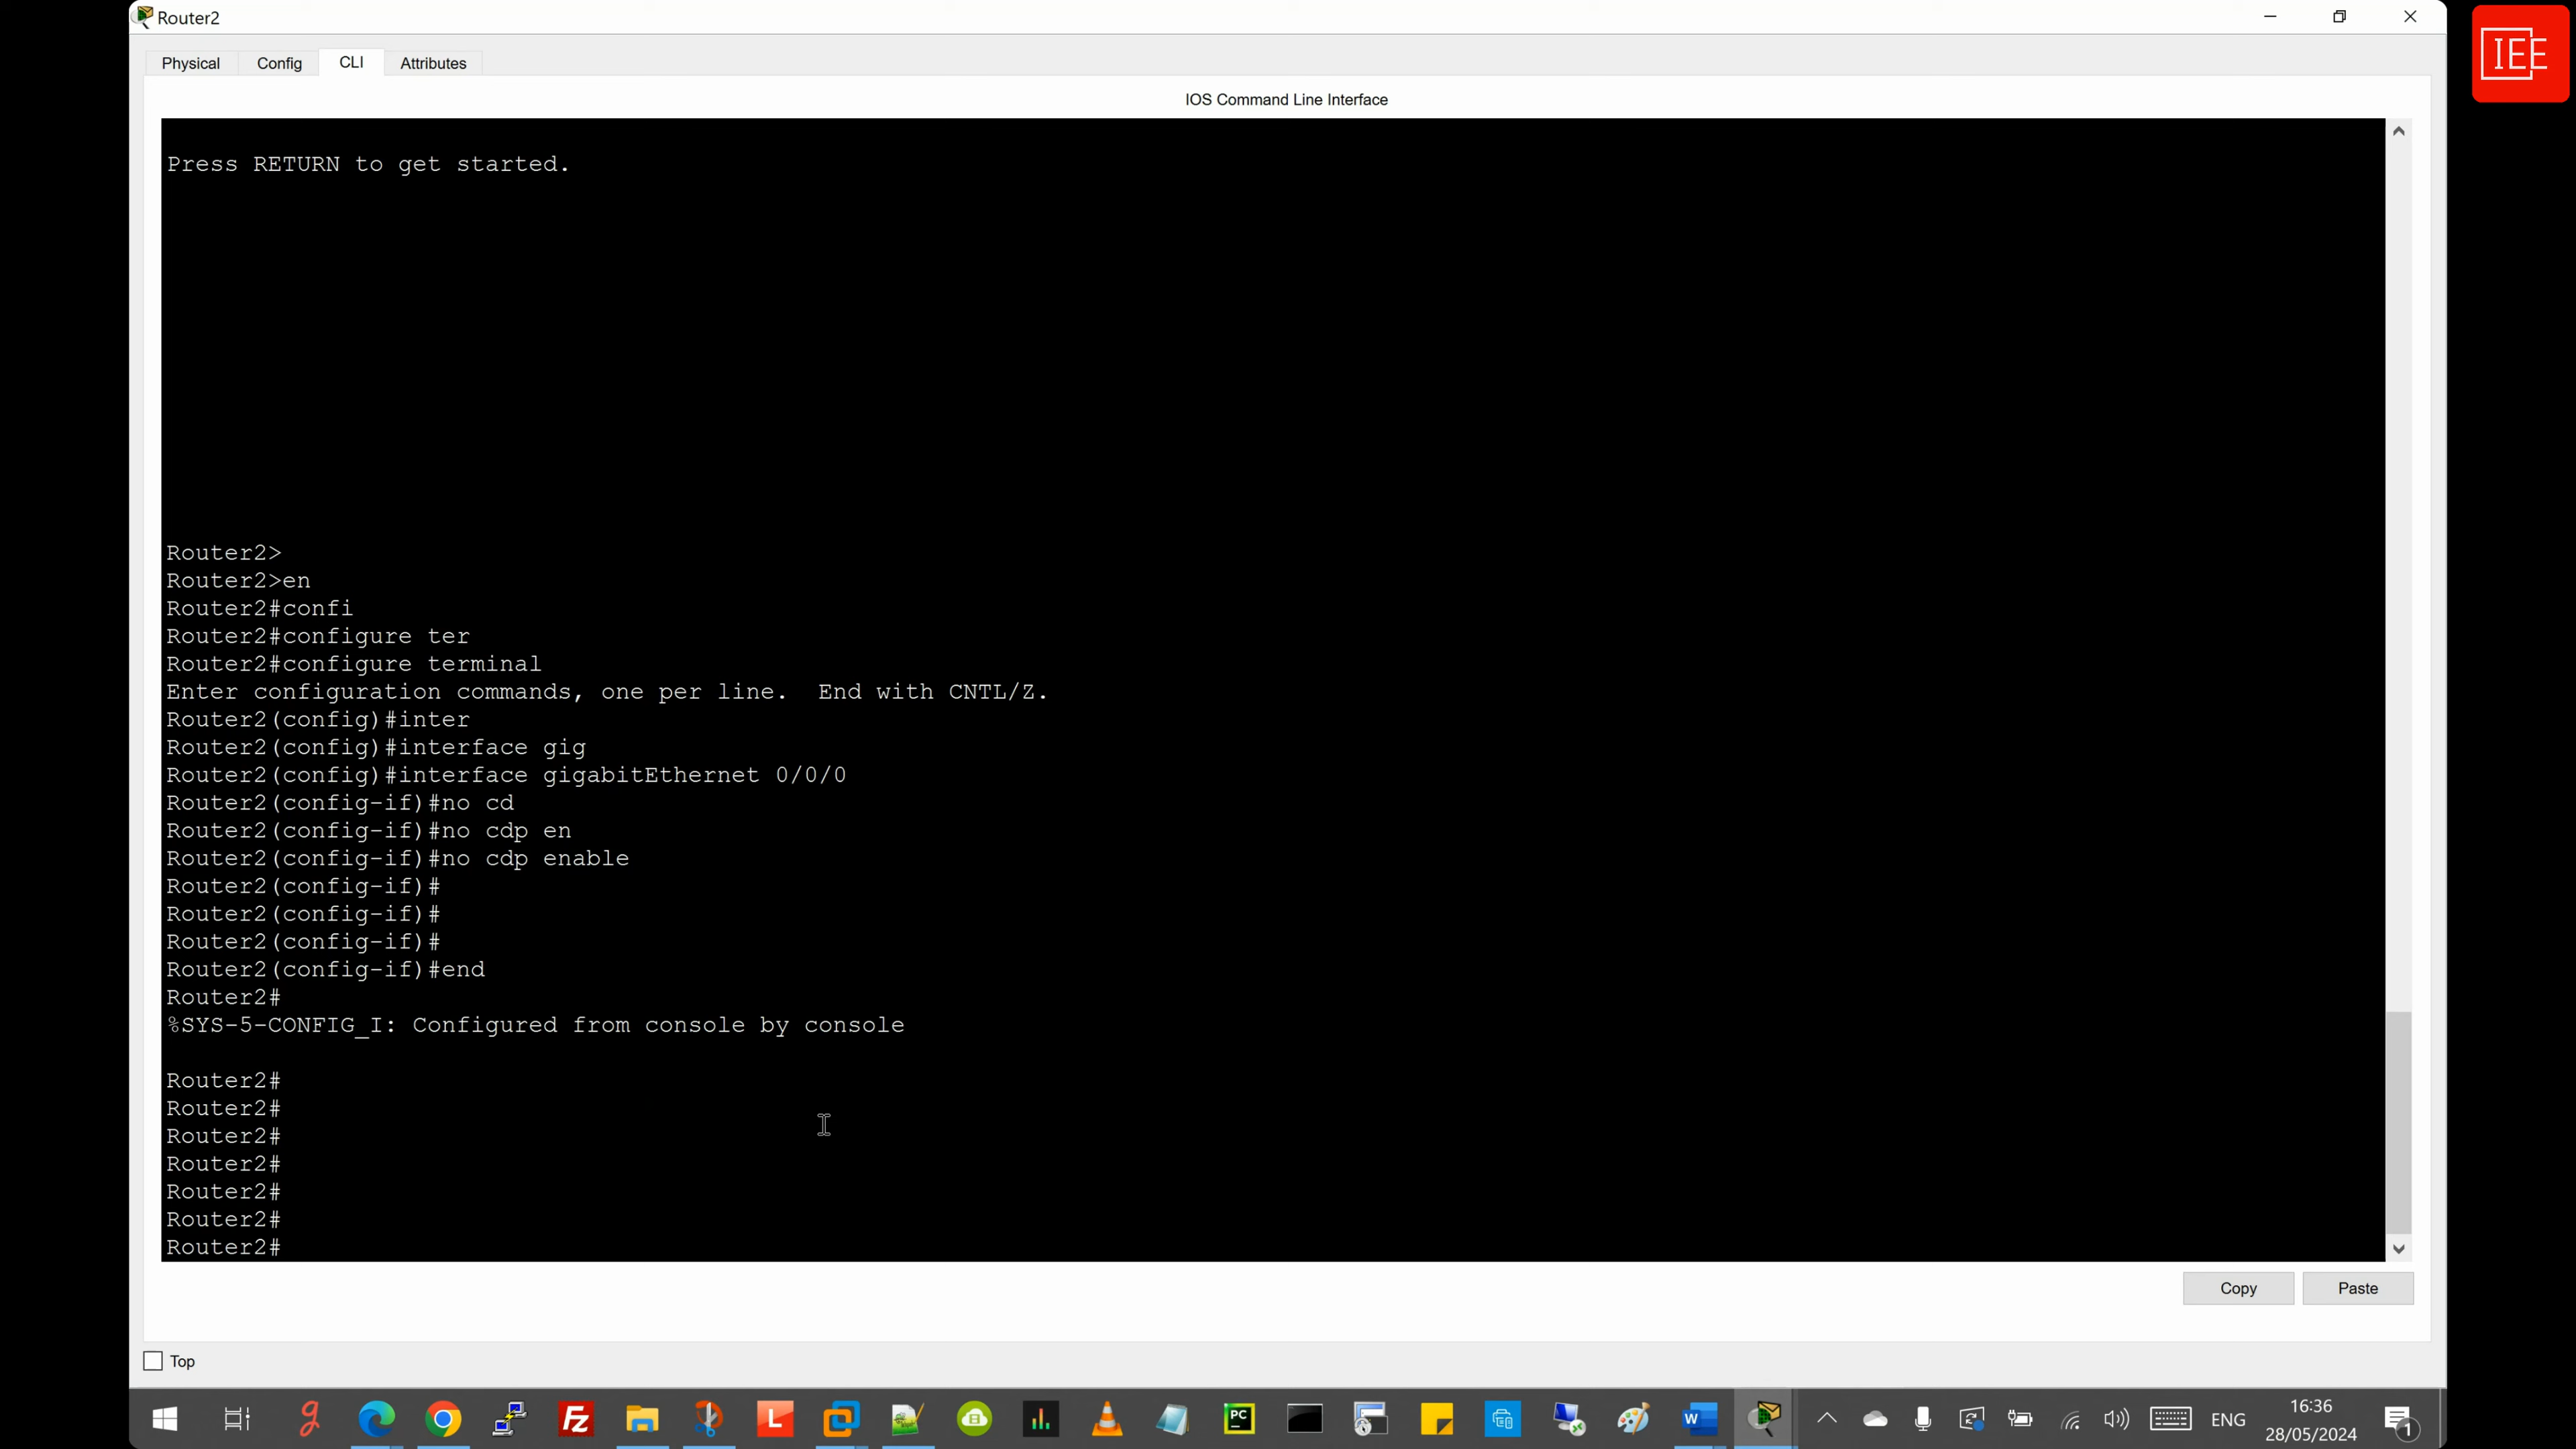 Router2
IEE
Physical Config CLI Attributes
IOS Command Line Interface
Press RETURN to get started.
Router2>
Router2>en
Router2#confi
Router2#configure ter
Router2#configure terminal
Enter configuration commands, one per line.  End with CNTL/Z.
Router2(config)#inter
Router2(config)#interface gig
Router2(config)#interface gigabitEthernet 0/0/0
Router2(config-if)#no cd
Router2(config-if)#no cdp en
Router2(config-if)#no cdp enable
Router2(config-if)#
Router2(config-if)#
Router2(config-if)#
Router2(config-if)#end
Router2#
%SYS-5-CONFIG_I: Configured from console by console
Router2#
Router2#
Router2#
Router2#
Router2#
Router2#
Router2#
Copy Paste
Top
g Fz L PC W ENG 16:36
28/05/2024 1